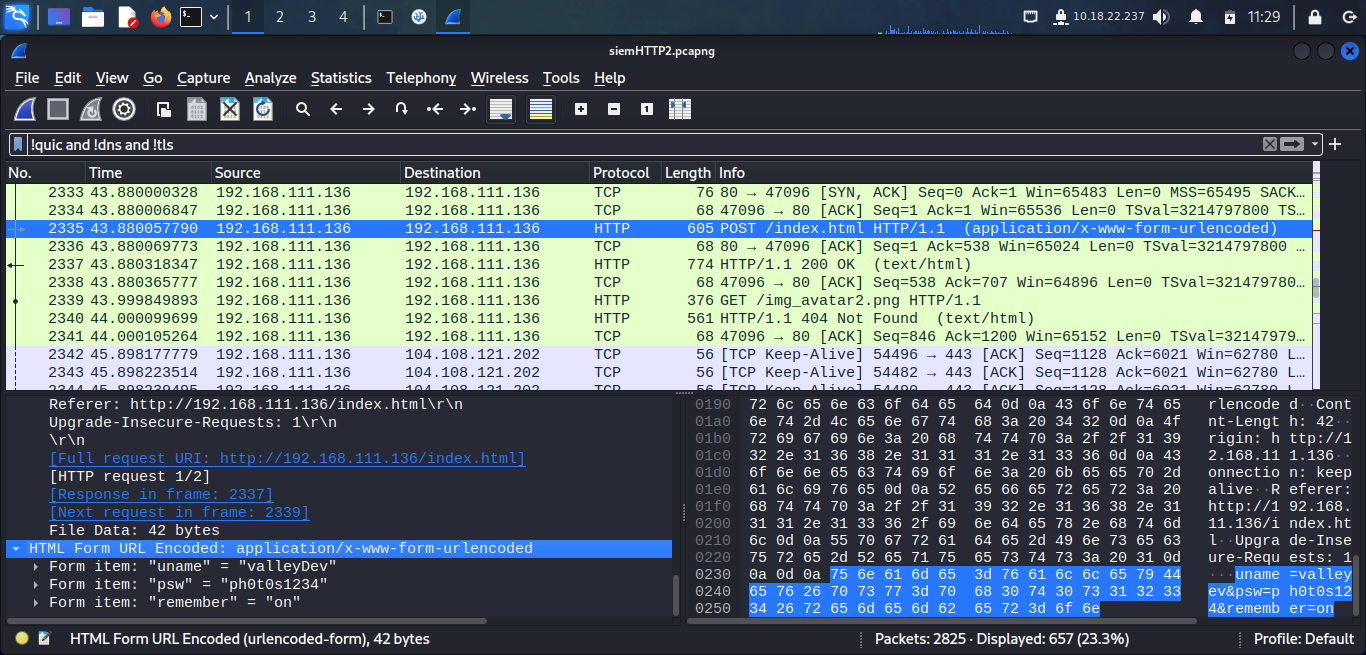 1 2 3 4 10.18.22.237 11:29
siemHTTP2.pcapng
File Edit View Go Capture Analyze Statistics Telephony Wireless Tools Help
!quic and !dns and !tls
No. Time Source Destination Protocol Length Info
2333 43.880000328 192.168.111.136 192.168.111.136 TCP 76 80 → 47096 [SYN, ACK] Seq=0 Ack=1 Win=65483 Len=0 MSS=65495 SACK…
2334 43.880006847 192.168.111.136 192.168.111.136 TCP 68 47096 → 80 [ACK] Seq=1 Ack=1 Win=65536 Len=0 TSval=3214797800 TS…
2335 43.880057790 192.168.111.136 192.168.111.136 HTTP 605 POST /index.html HTTP/1.1  (application/x-www-form-urlencoded)
2336 43.880069773 192.168.111.136 192.168.111.136 TCP 68 80 → 47096 [ACK] Seq=1 Ack=538 Win=65024 Len=0 TSval=3214797800 …
2337 43.880318347 192.168.111.136 192.168.111.136 HTTP 774 HTTP/1.1 200 OK  (text/html)
2338 43.880365777 192.168.111.136 192.168.111.136 TCP 68 47096 → 80 [ACK] Seq=538 Ack=707 Win=64896 Len=0 TSval=321479780…
2339 43.999849893 192.168.111.136 192.168.111.136 HTTP 376 GET /img_avatar2.png HTTP/1.1
2340 44.000099699 192.168.111.136 192.168.111.136 HTTP 561 HTTP/1.1 404 Not Found  (text/html)
2341 44.000105264 192.168.111.136 192.168.111.136 TCP 68 47096 → 80 [ACK] Seq=846 Ack=1200 Win=65152 Len=0 TSval=32147979…
2342 45.898177779 192.168.111.136 104.108.121.202 TCP 56 [TCP Keep-Alive] 54496 → 443 [ACK] Seq=1128 Ack=6021 Win=62780 L…
2343 45.898223514 192.168.111.136 104.108.121.202 TCP 56 [TCP Keep-Alive] 54482 → 443 [ACK] Seq=1128 Ack=6021 Win=62780 L…
2344 45.898239495 192.168.111.136 104.108.121.202 TCP 56 [TCP Keep-Alive] 54490 → 443 [ACK] Seq=1128 Ack=6021 Win=62780 L…
Referer: http://192.168.111.136/index.html\r\n
Upgrade-Insecure-Requests: 1\r\n
\r\n
[Full request URI: http://192.168.111.136/index.html]
[HTTP request 1/2]
[Response in frame: 2337]
[Next request in frame: 2339]
File Data: 42 bytes
HTML Form URL Encoded: application/x-www-form-urlencoded
Form item: "uname" = "valleyDev"
Form item: "psw" = "ph0t0s1234"
Form item: "remember" = "on"
0190 72 6c 65 6e 63 6f 64 65 64 0d 0a 43 6f 6e 74 65 rlencode d··Conte
01a0 6e 74 2d 4c 65 6e 67 74 68 3a 20 34 32 0d 0a 4f nt-Lengt h: 42··O
01b0 72 69 67 69 6e 3a 20 68 74 74 70 3a 2f 2f 31 39 rigin: h ttp://19
01c0 32 2e 31 36 38 2e 31 31 31 2e 31 33 36 0d 0a 43 2.168.11 1.136··C
01d0 6f 6e 6e 65 63 74 69 6f 6e 3a 20 6b 65 65 70 2d onnectio n: keep-
01e0 61 6c 69 76 65 0d 0a 52 65 66 65 72 65 72 3a 20 alive··R eferer:
01f0 68 74 74 70 3a 2f 2f 31 39 32 2e 31 36 38 2e 31 http://1 92.168.1
0200 31 31 2e 31 33 36 2f 69 6e 64 65 78 2e 68 74 6d 11.136/i ndex.htm
0210 6c 0d 0a 55 70 67 72 61 64 65 2d 49 6e 73 65 63 l··Upgra de-Insec
0220 75 72 65 2d 52 65 71 75 65 73 74 73 3a 20 31 0d ure-Requ ests: 1·
0230 0a 0d 0a 75 6e 61 6d 65 3d 76 61 6c 6c 65 79 44 ···uname =valleyD
0240 65 76 26 70 73 77 3d 70 68 30 74 30 73 31 32 33 ev&psw=p h0t0s123
0250 34 26 72 65 6d 65 6d 62 65 72 3d 6f 6e 4&rememb er=on
HTML Form URL Encoded (urlencoded-form), 42 bytes Packets: 2825 · Displayed: 657 (23.3%) Profile: Default